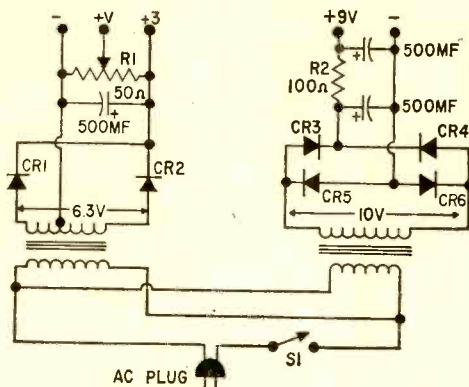 - +V +3
+9V -
R1
50Ω
500MF
+
R2
100Ω
+
500MF
+
500MF
CR1
CR2
CR3
CR4
CR5
CR6
6.3V
10V
S1
AC PLUG